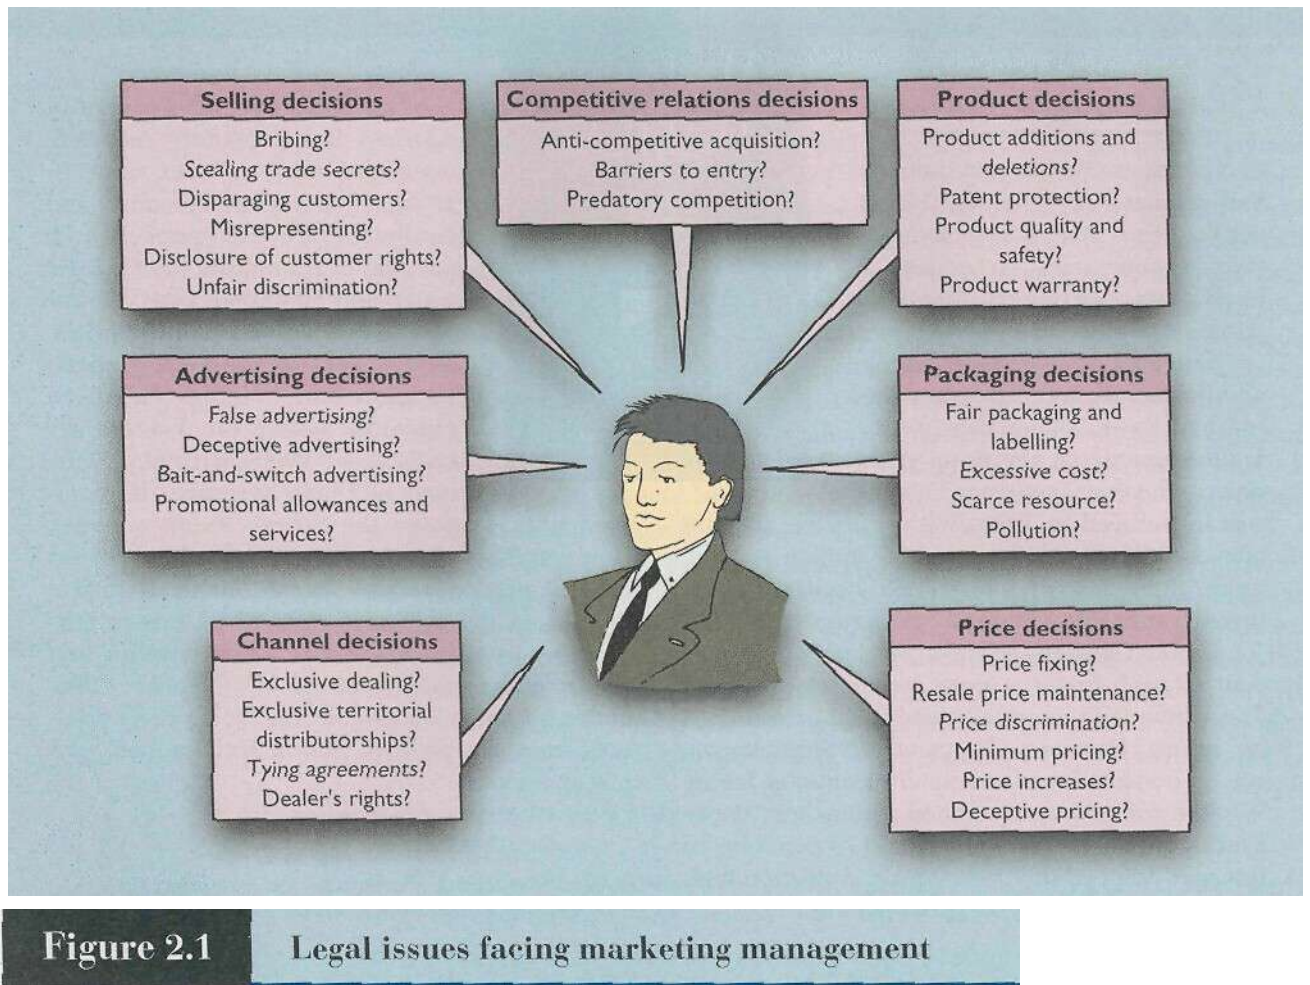 Selling decisions
Bribing?
Stealing trade secrets?
Disparaging customers?
Misrepresenting?
Disclosure of customer rights?
Unfair discrimination?
Competitive relations decisions
Anti-competitive acquisition?
Barriers to entry?
Predatory competition?
Product decisions
Product additions and
deletions?
Patent protection?
Product quality and
safety?
Product warranty?
Advertising decisions
False advertising?
Deceptive advertising?
Bait-and-switch advertising?
Promotional allowances and
services?
Packaging decisions
Fair packaging and
labelling?
Excessive cost?
Scarce resource?
Pollution?
Channel decisions
Exclusive dealing?
Exclusive territorial
distributorships?
Tying agreements?
Dealer's rights?
Price decisions
Price fixing?
Resale price maintenance?
Price discrimination?
Minimum pricing?
Price increases?
Deceptive pricing?
Figure 2.1 Legal issues facing marketing management